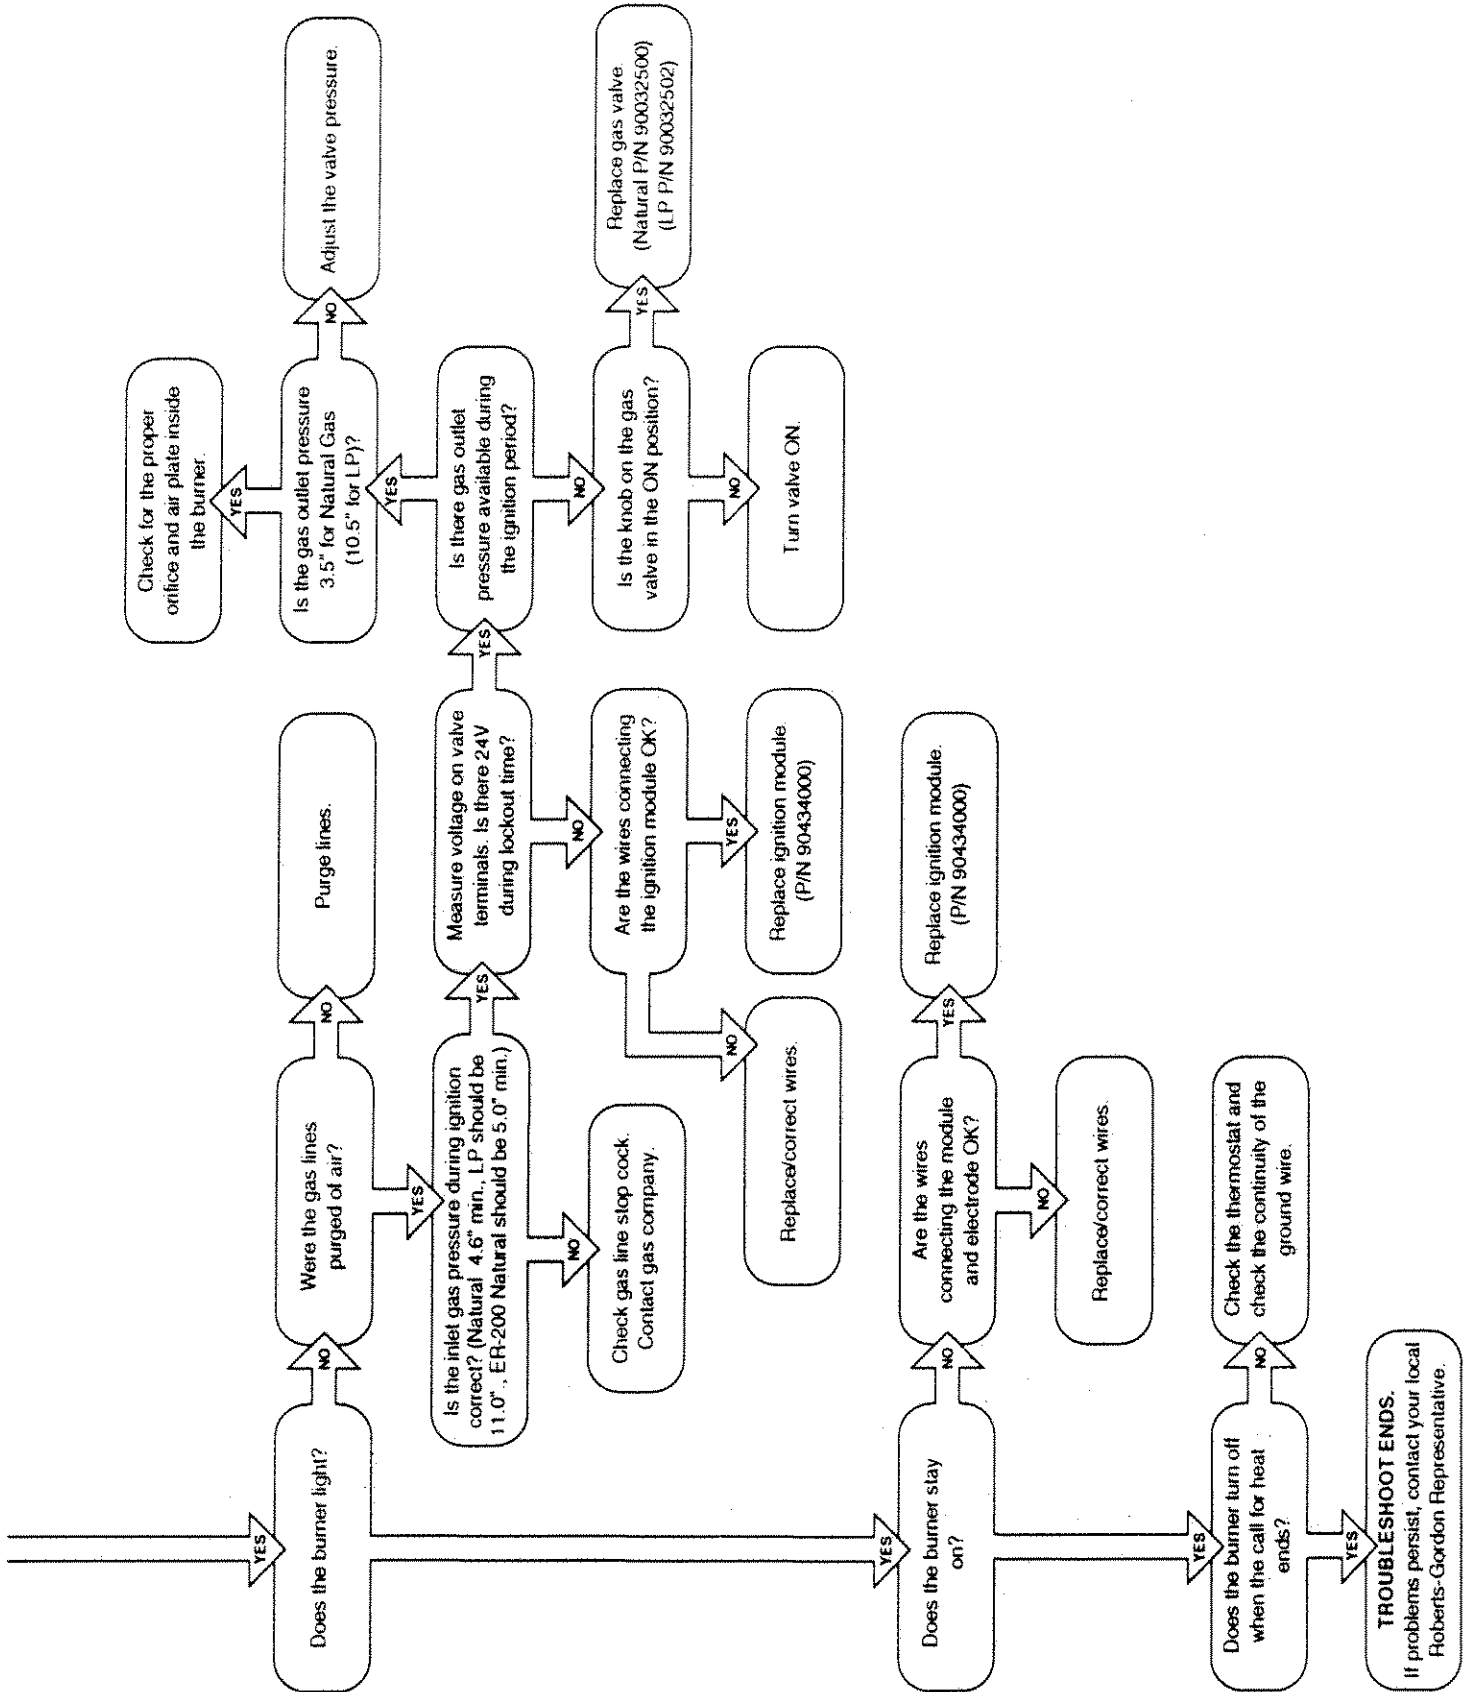 YES
Does the burner light?
NO
Were the gas lines
purged of air?
NO
Purge lines.
YES
Is the inlet gas pressure during ignition
correct? (Natural 4.6" min., LP should be
11.0"., ER-200 Natural should be 5.0" min.)
NO
Check gas line stop cock.
Contact gas company.
YES
Measure voltage on valve
terminals. Is there 24V
during lockout time?
NO
Are the wires connecting
the ignition module OK?
NO
Replace/correct wires.
YES
Replace ignition module.
(P/N 90434000)
YES
Is there gas outlet
pressure available during
the ignition period?
YES
Is the gas outlet pressure
3.5" for Natural Gas
(10.5" for LP)?
YES
Check for the proper
orifice and air plate inside
the burner.
NO
Adjust the valve pressure.
NO
Is the knob on the gas
valve in the ON position?
YES
Replace gas valve.
(Natural P/N 90032500)
(LP P/N 90032502)
NO
Turn valve ON.
YES
Does the burner stay
on?
NO
Are the wires
connecting the module
and electrode OK?
YES
Replace ignition module.
(P/N 90434000)
NO
Replace/correct wires.
YES
Does the burner turn off
when the call for heat
ends?
NO
Check the thermostat and
check the continuity of the
ground wire.
YES
TROUBLESHOOT ENDS.
If problems persist, contact your local
Roberts-Gordon Representative.